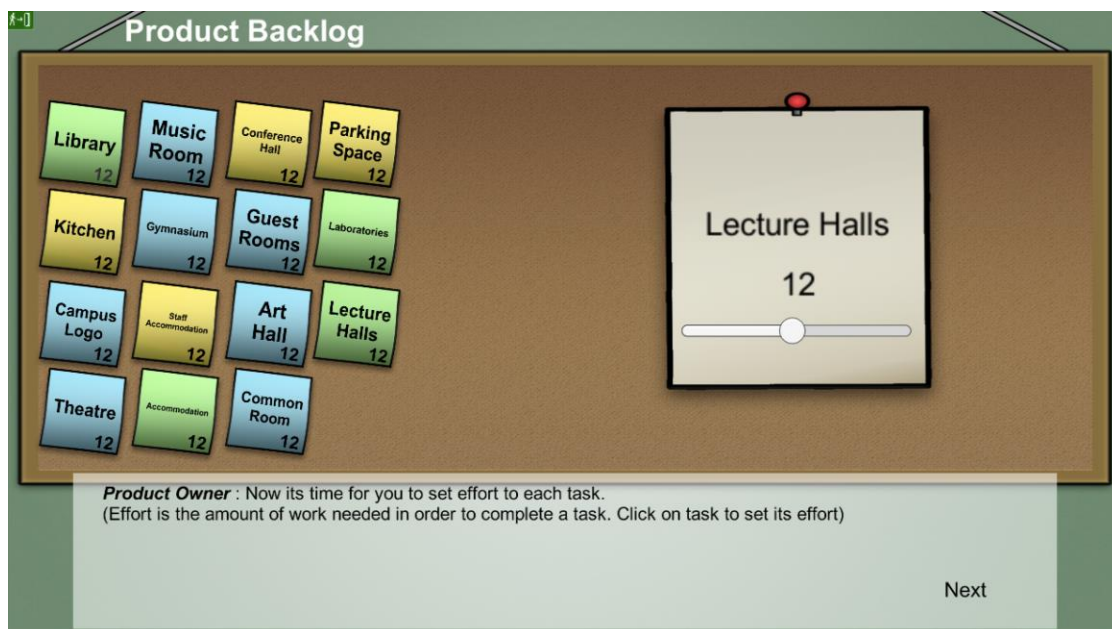 Product Backlog
Library
12
Music
Room
12
Conference
Hall
12
Parking
Space
12
Kitchen
12
Gymnasium
12
Guest
Rooms
12
Laboratories
12
Campus
Logo
12
Staff
Accommodation
12
Art
Hall
12
Lecture
Halls
12
Theatre
12
Accommodation
12
Common
Room
12
Lecture Halls
12
Product Owner : Now its time for you to set effort to each task.
(Effort is the amount of work needed in order to complete a task. Click on task to set its effort)
Next